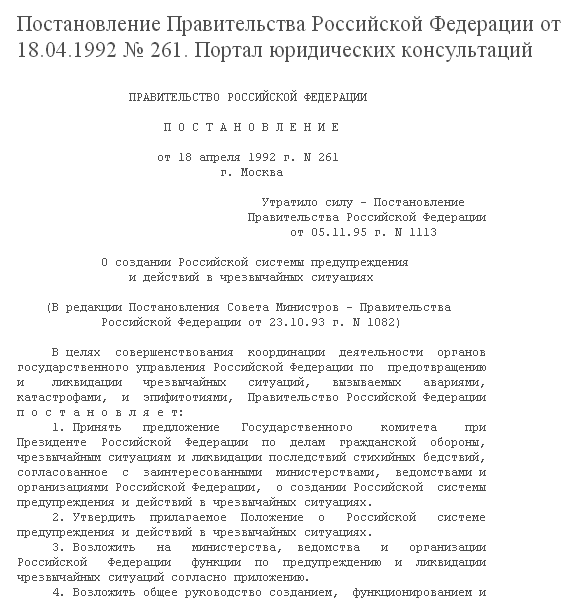 Постановление Правительства Российской Федерации от
18.04.1992 № 261. Портал юридических консультаций
ПРАВИТЕЛЬСТВО РОССИЙСКОЙ ФЕДЕРАЦИИ
П О С Т А Н О В Л Е Н И Е
от 18 апреля 1992 г. N 261
г. Москва
Утратило силу - Постановление
Правительства Российской Федерации
от 05.11.95 г. N 1113
О создании Российской системы предупреждения
и действий в чрезвычайных ситуациях
(В редакции Постановления Совета Министров - Правительства
Российской Федерации от 23.10.93 г. N 1082)
В целях совершенствования координации деятельности органов
государственного управления Российской Федерации по предотвращению
и ликвидации чрезвычайных ситуаций, вызываемых авариями,
катастрофами, и эпифитотиями, Правительство Российской Федерации
п о с т а н о в л я е т:
1. Принять предложение Государственного комитета при
Президенте Российской Федерации по делам гражданской обороны,
чрезвычайным ситуациям и ликвидации последствий стихийных бедствий,
согласованное с заинтересованными министерствами, ведомствами и
организациями Российской Федерации, о создании Российской системы
предупреждения и действий в чрезвычайных ситуациях.
2. Утвердить прилагаемое Положение о Российской системе
предупреждения и действий в чрезвычайных ситуациях.
3. Возложить на министерства, ведомства и организации
Российской Федерации функции по предупреждению и ликвидации
чрезвычайных ситуаций согласно приложению.
4. Возложить общее руководство созданием, функционированием и